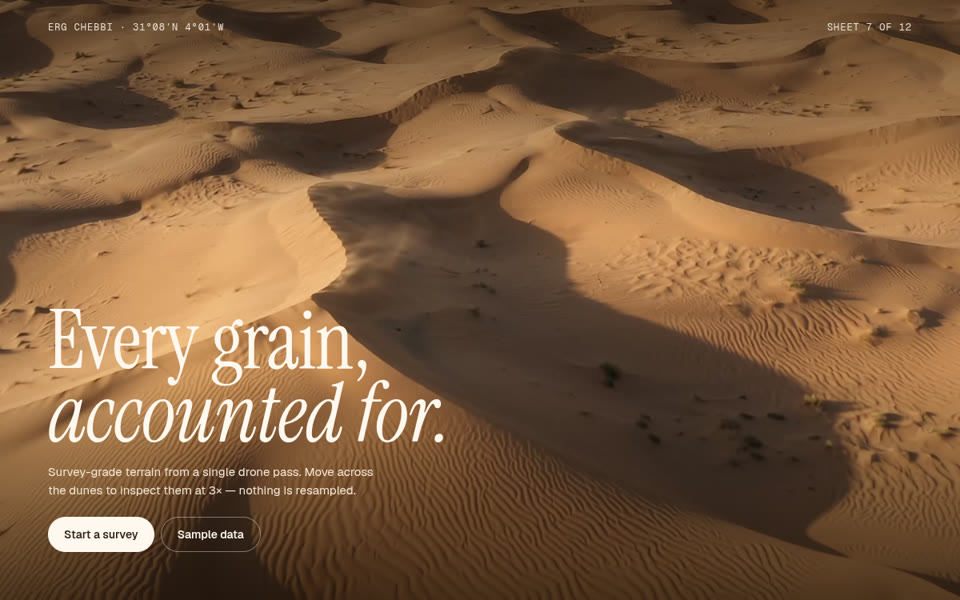 ERG CHEBBI · 31°08′N 4°01′W
SHEET 7 OF 12
Every grain,
accounted for.
Survey-grade terrain from a single drone pass. Move across
the dunes to inspect them at 3× — nothing is resampled.
Start a survey
Sample data